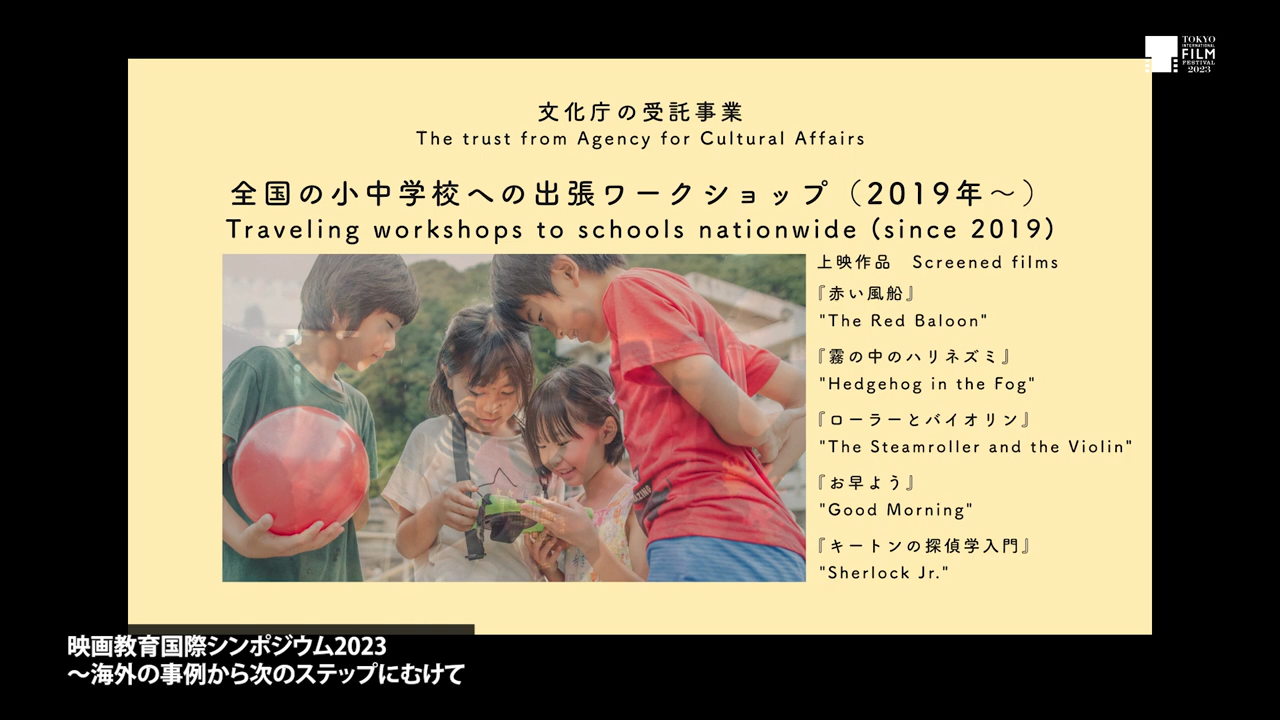 TOKYO
INTERNATIONAL
FILM
FESTIVAL
2023
文化庁の受託事業
The trust from Agency for Cultural Affairs
全国の小中学校への出張ワークショップ（2019年～）
Traveling workshops to schools nationwide (since 2019)
上映作品　Screened films
『赤い風船』
"The Red Baloon"
『霧の中のハリネズミ』
"Hedgehog in the Fog"
『ローラーとバイオリン』
"The Steamroller and the Violin"
『お早よう』
"Good Morning"
『キートンの探偵学入門』
"Sherlock Jr."
映画教育国際シンポジウム2023
～海外の事例から次のステップにむけて